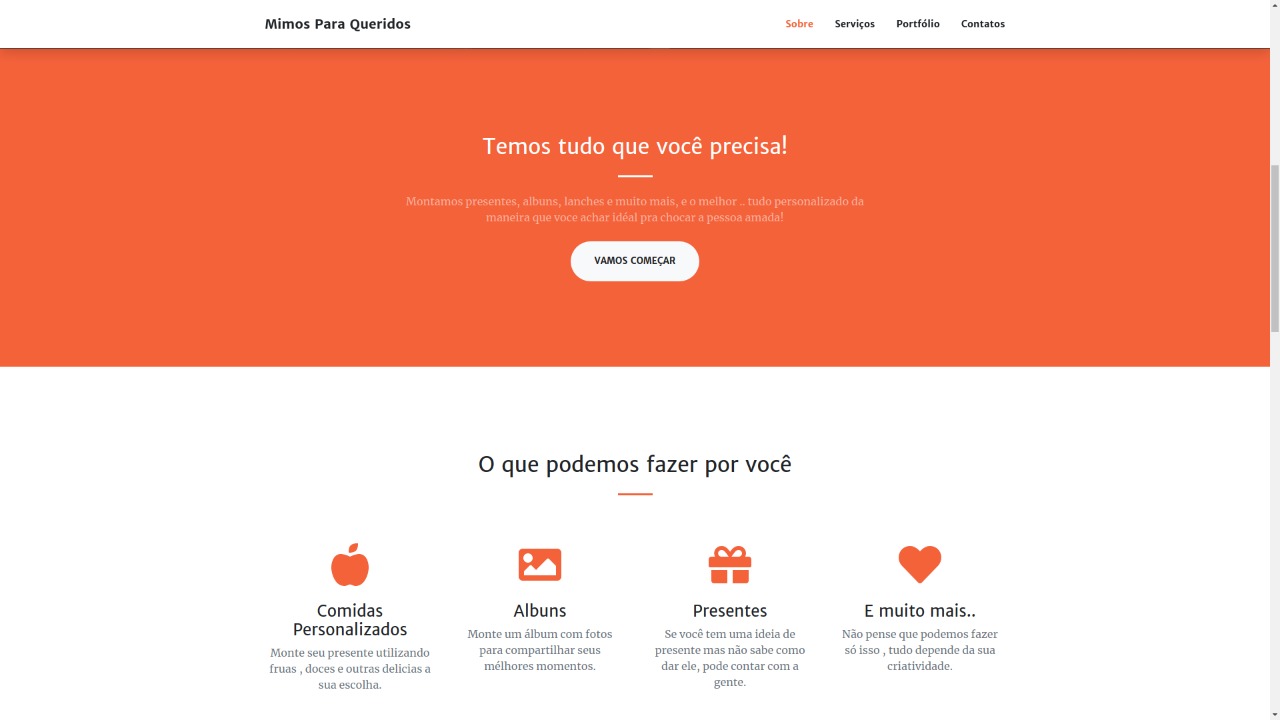 Mimos Para Queridos
Sobre Serviços Portfólio Contatos
Temos tudo que você precisa!
Montamos presentes, albuns, lanches e muito mais, e o melhor .. tudo personalizado da
maneira que voce achar idéal pra chocar a pessoa amada!
VAMOS COMEÇAR
O que podemos fazer por você
Comidas
Personalizados
Monte seu presente utilizando
fruas , doces e outras delicias a
sua escolha.
Albuns
Monte um álbum com fotos
para compartilhar seus
mélhores momentos.
Presentes
Se você tem uma ideia de
presente mas não sabe como
dar ele, pode contar com a
gente.
E muito mais..
Não pense que podemos fazer
só isso , tudo depende da sua
criatividade.